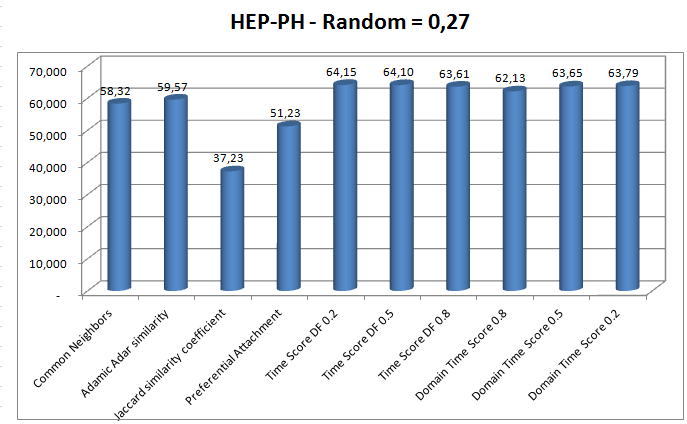 HEP-PH - Random = 0,27
70,000
60,000
50,000
40,000
30,000
20,000
10,000
-
58,32
59,57
37,23
51,23
64,15
64,10
63,61
62,13
63,65
63,79
Common Neighbors
Adamic Adar similarity
Jaccard similarity coefficient
Preferential Attachment
Time Score DF 0.2
Time Score DF 0.5
Time Score DF 0.8
Domain Time Score 0.8
Domain Time Score 0.5
Domain Time Score 0.2